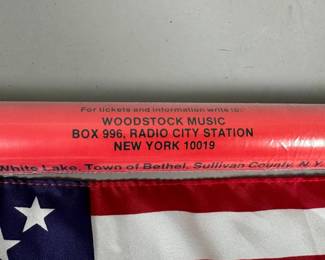 For tickets and information write to:
WOODSTOCK MUSIC
BOX 996, RADIO CITY STATION
NEW YORK 10019
White Lake, Town of Bethel, Sullivan County, N.Y.